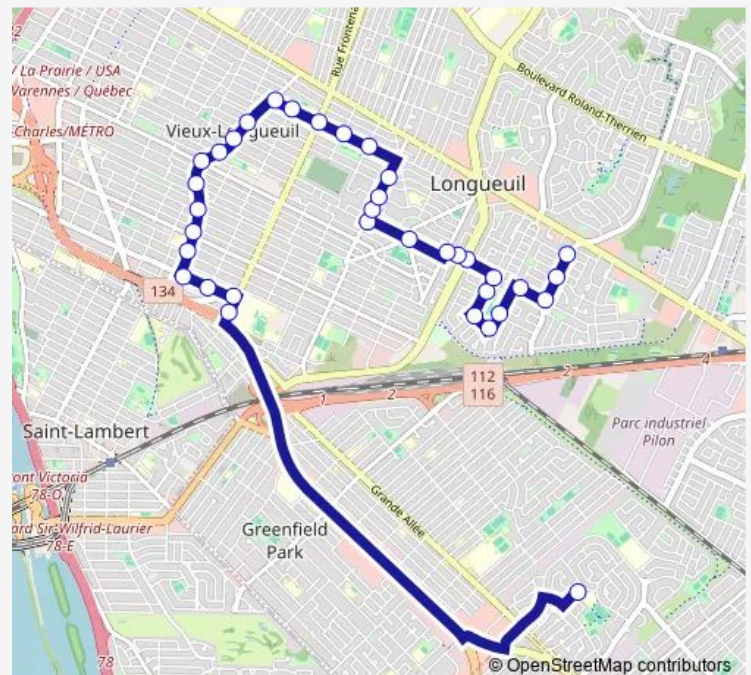 / La Prairie / USA
Varennes / Québec
-Charles/MÉTRO
Rue Frontena
Boulevard Roland-Therrien
Vieux-Longueuil
Longueuil
134
112
116
1
2
2
4
Saint-Lambert
Parc industriel
Pilon
ont Victoria
78-O
ard Sir-Wilfrid-Laurier
78-E
Grande Allée
Greenfield
Park
78
© OpenStreetMap contributors